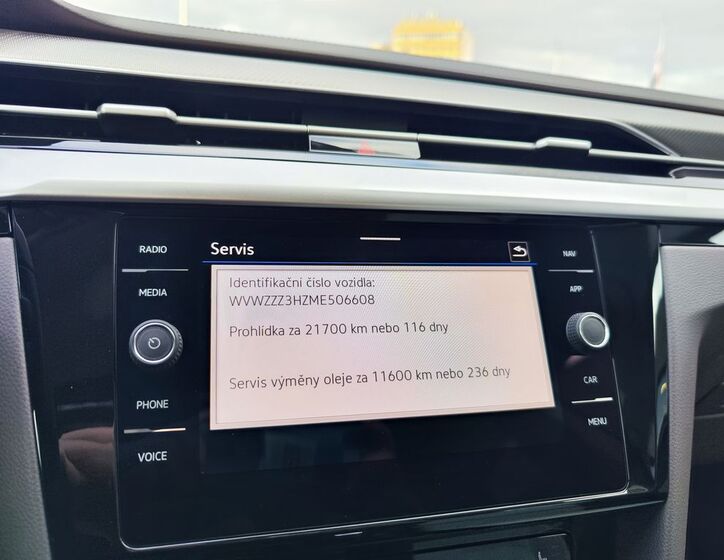 RADIO
MEDIA
PHONE
VOICE
Servis
Identifikační číslo vozidla:
WVWZZZ3HZME506608
Prohlídka za 21700 km nebo 116 dny
Servis výměny oleje za 11600 km nebo 236 dny
NAV
APP
CAR
MENU